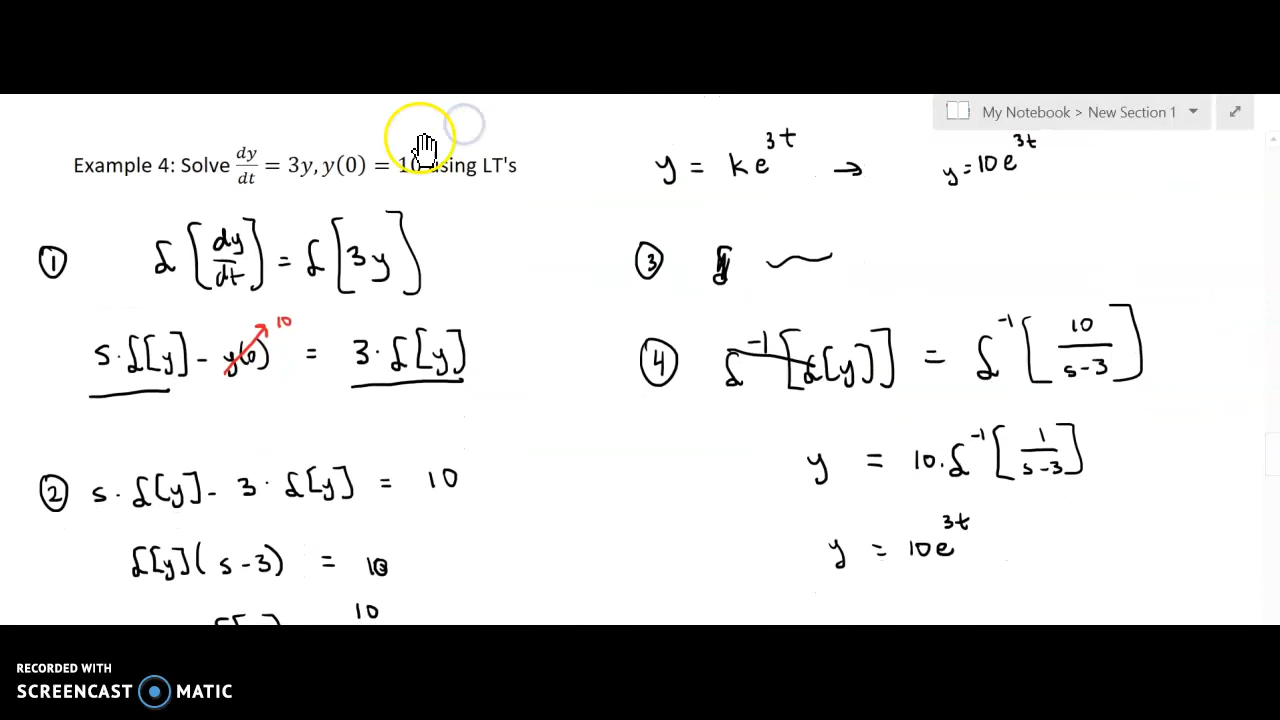 My Notebook > New Section 1
Example 4: Solve dy/dt = 3y, y(0) = 10 using LT's
y = ke^3t → y = 10e^3t
① ℒ[dy/dt] = ℒ[3y]
s·ℒ[y] - y(0) 10 = 3·ℒ[y]
② s·ℒ[y] - 3·ℒ[y] = 10
ℒ[y](s-3) = 10
10
③
④ ℒ^-1[ℒ[y]] = ℒ^-1[10/(s-3)]
y = 10·ℒ^-1[1/(s-3)]
y = 10e^3t
RECORDED WITH
SCREENCAST MATIC